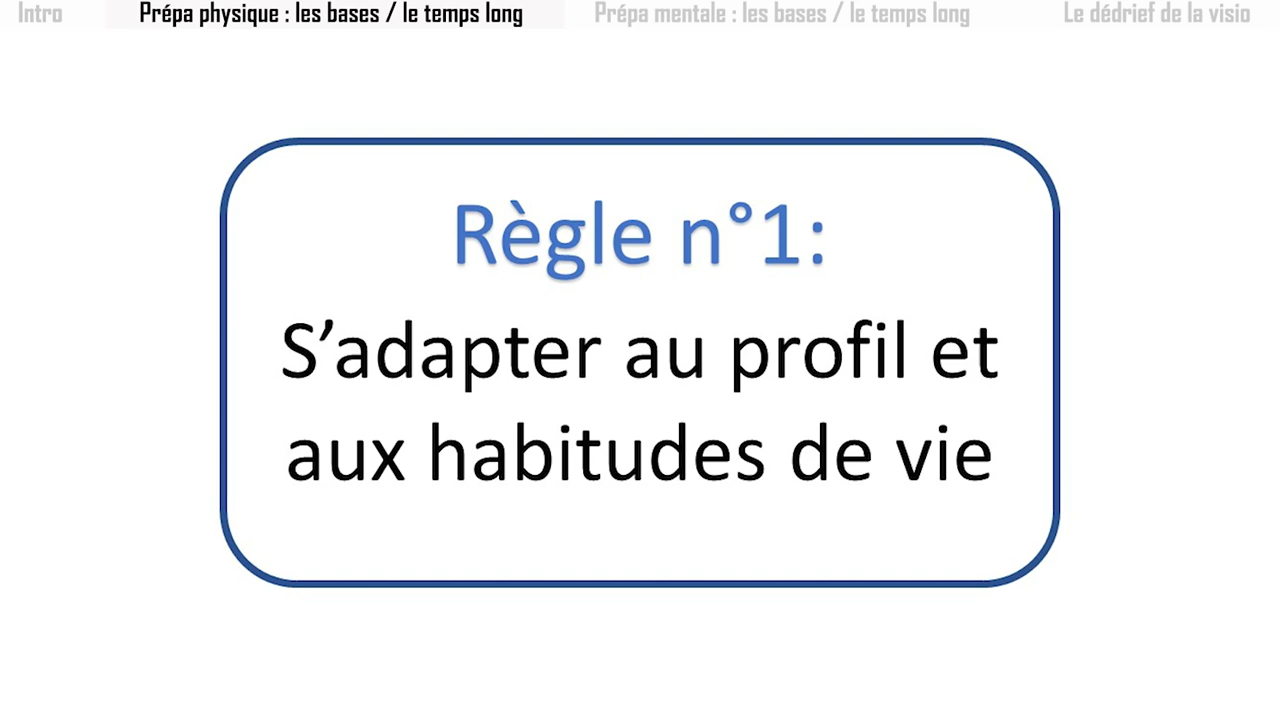 Intro
Prépa physique : les bases / le temps long
Prépa mentale : les bases / le temps long
Le dédrief de la visio
Règle n°1:
S’adapter au profil et
aux habitudes de vie